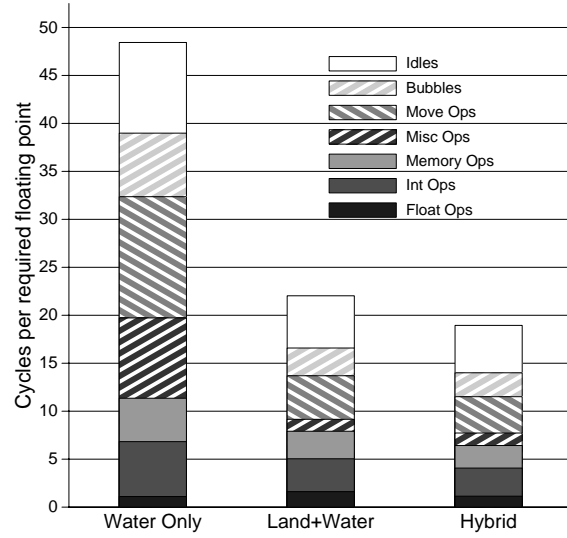 50
45
40
35
30
25
20
15
10
5
0
Cycles per required floating point
Idles
Bubbles
Move Ops
Misc Ops
Memory Ops
Int Ops
Float Ops
Water Only
Land+Water
Hybrid